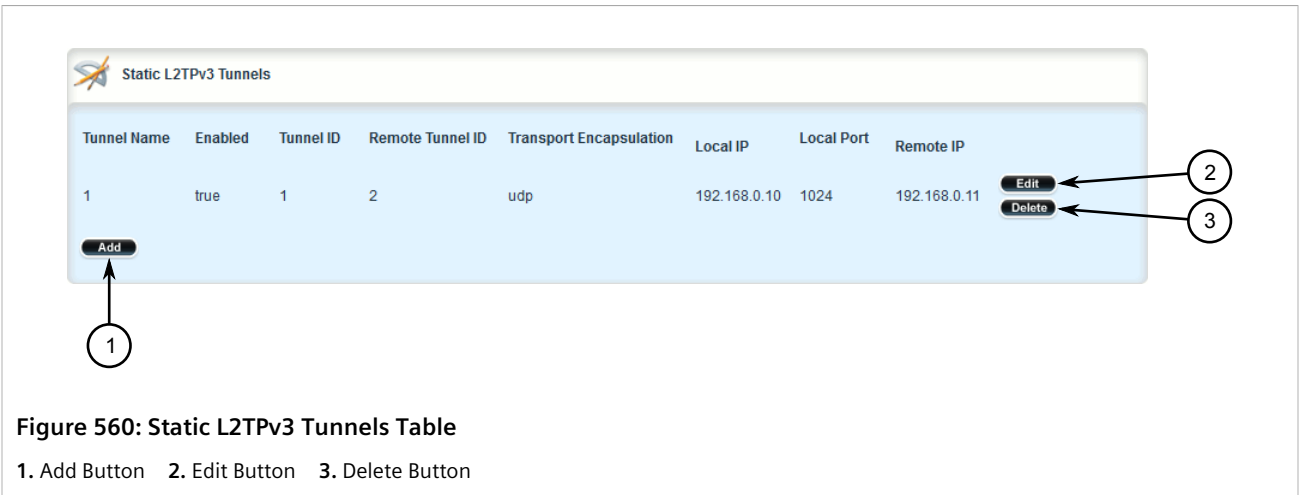 Static L2TPv3 Tunnels
Tunnel Name Enabled Tunnel ID Remote Tunnel ID Transport Encapsulation Local IP Local Port Remote IP
1 true 1 2 udp 192.168.0.10 1024 192.168.0.11 Edit 2
Delete 3
Add
1
Figure 560: Static L2TPv3 Tunnels Table
1. Add Button 2. Edit Button 3. Delete Button